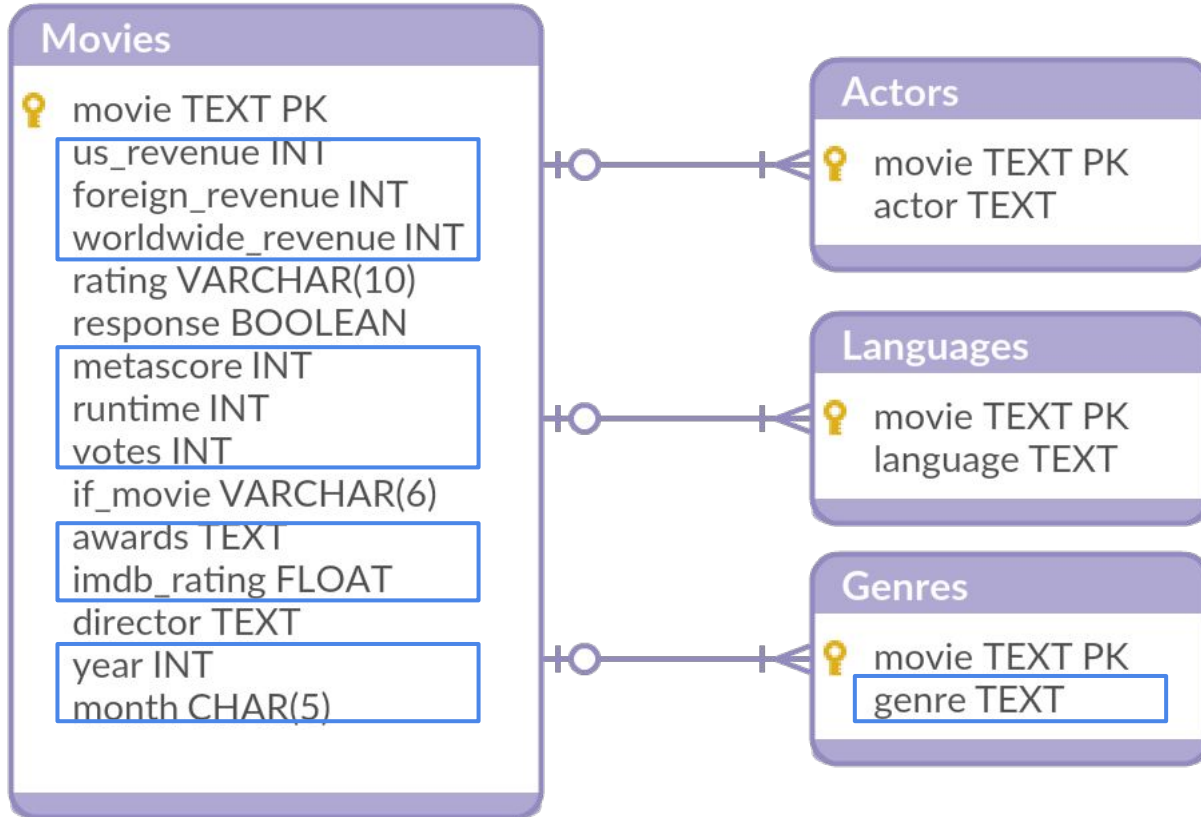 Movies
movie TEXT PK
us_revenue INT
foreign_revenue INT
worldwide_revenue INT
rating VARCHAR(10)
response BOOLEAN
metascore INT
runtime INT
votes INT
if_movie VARCHAR(6)
awards TEXT
imdb_rating FLOAT
director TEXT
year INT
month CHAR(5)
Actors
movie TEXT PK
actor TEXT
Languages
movie TEXT PK
language TEXT
Genres
movie TEXT PK
genre TEXT